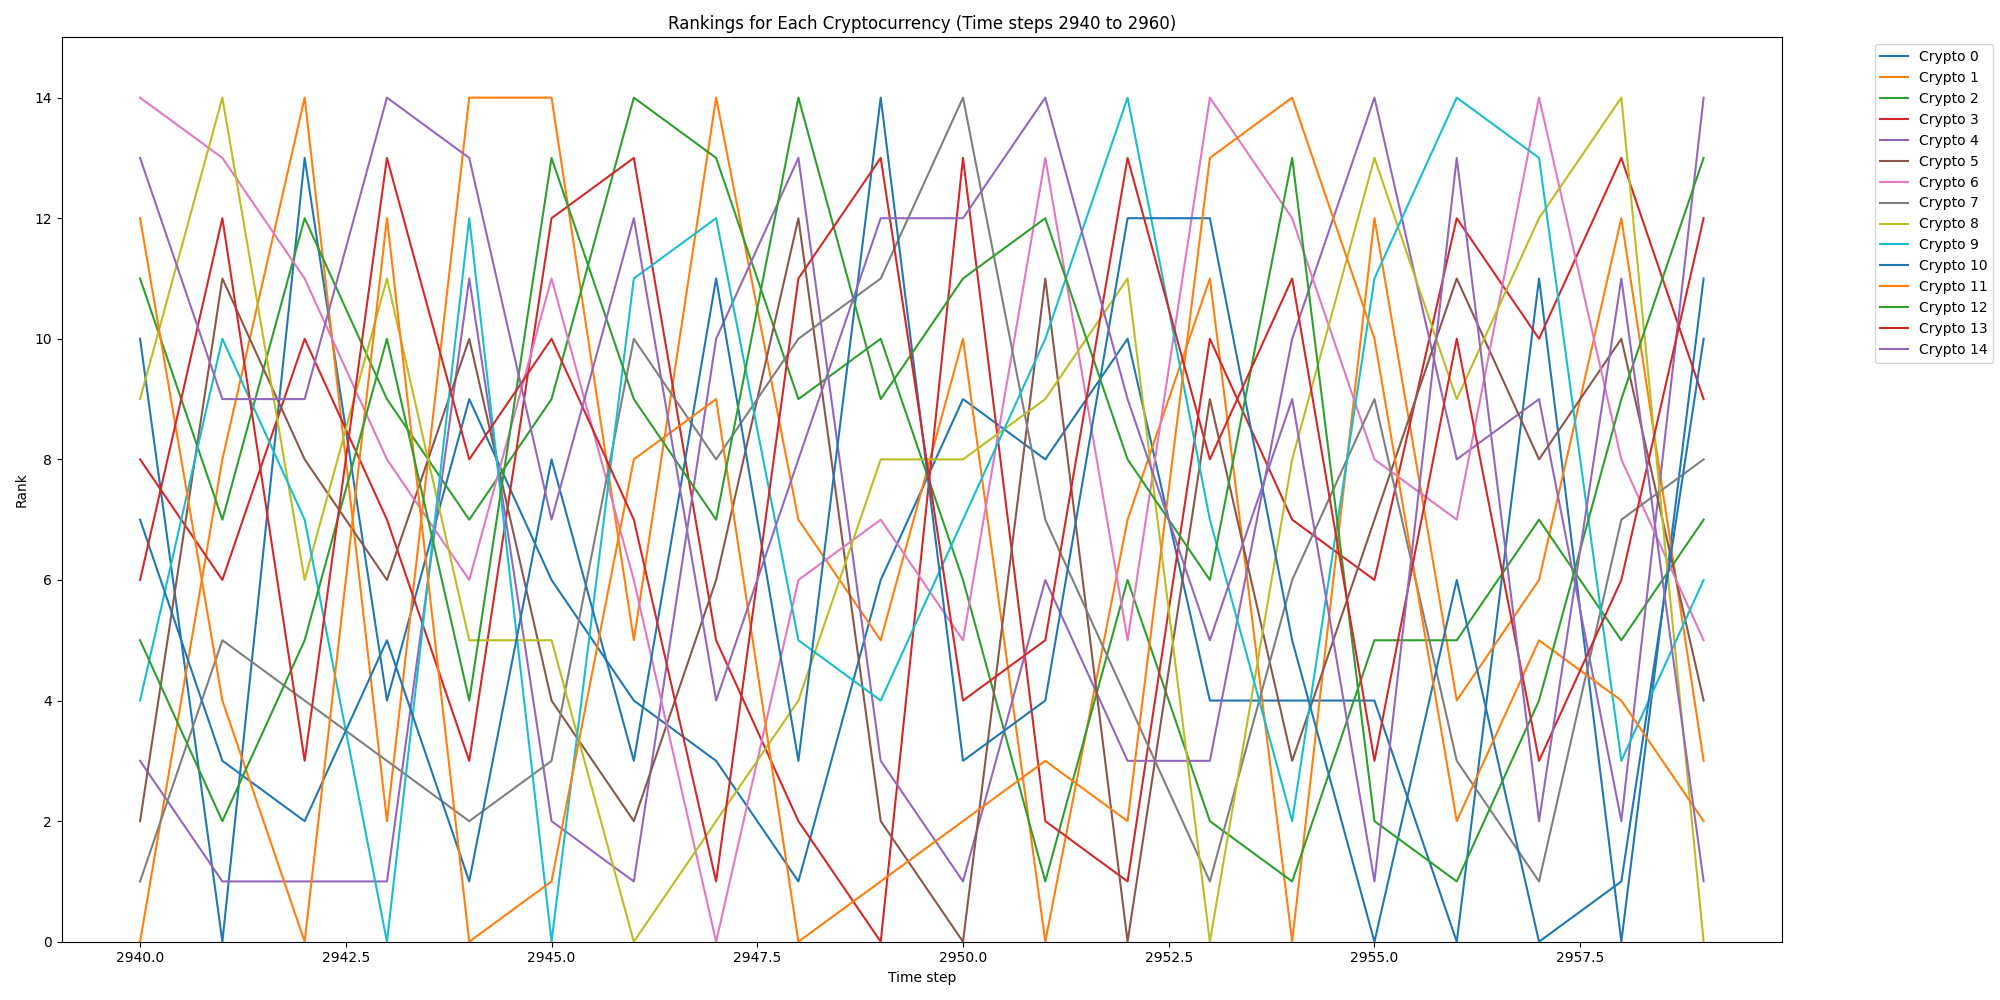 Rankings for Each Cryptocurrency (Time steps 2940 to 2960)
Rank
14
12
10
8
6
4
2
0
2940.0 2942.5 2945.0 2947.5 2950.0 2952.5 2955.0 2957.5
Time step
Crypto 0
Crypto 1
Crypto 2
Crypto 3
Crypto 4
Crypto 5
Crypto 6
Crypto 7
Crypto 8
Crypto 9
Crypto 10
Crypto 11
Crypto 12
Crypto 13
Crypto 14